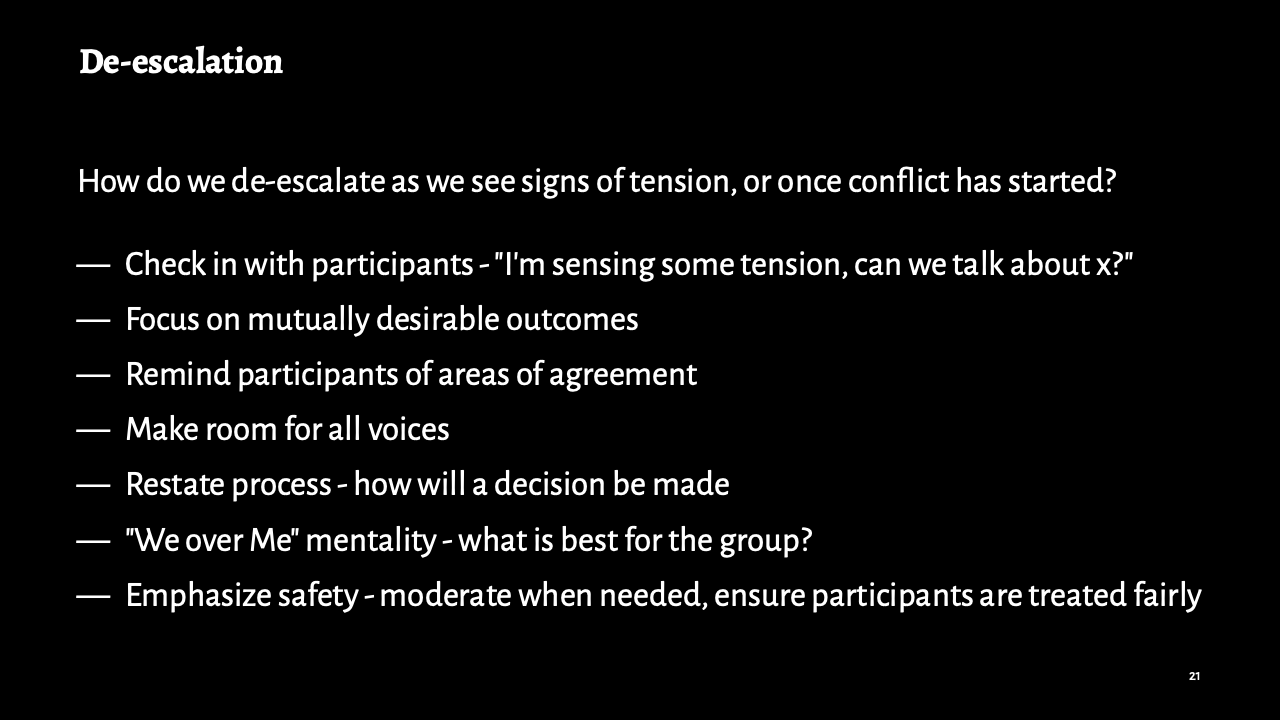 De-escalation
How do we de-escalate as we see signs of tension, or once conflict has started?
— Check in with participants - "I'm sensing some tension, can we talk about x?"
— Focus on mutually desirable outcomes
— Remind participants of areas of agreement
— Make room for all voices
— Restate process - how will a decision be made
— "We over Me" mentality - what is best for the group?
— Emphasize safety - moderate when needed, ensure participants are treated fairly
21